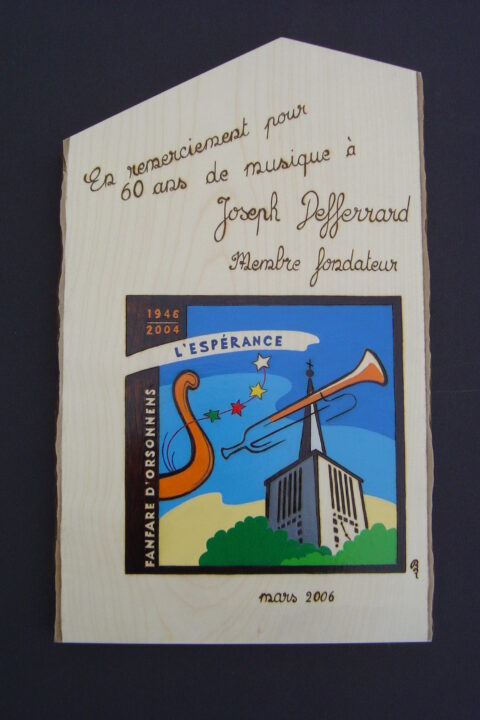 En remerciement pour
60 ans de musique à
Joseph Defferrard
Membre fondateur
1946
2004
L'ESPÉRANCE
FANFARE D'ORSONNENS
mars 2006